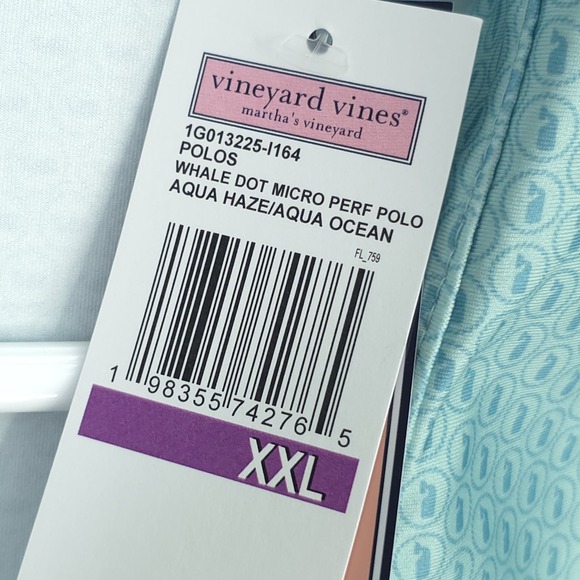 vineyard vines®
martha's vineyard
1G013225-I164
POLOS
WHALE DOT MICRO PERF POLO
AQUA HAZE/AQUA OCEAN
FL_759
1 98355 74276 5
XXL